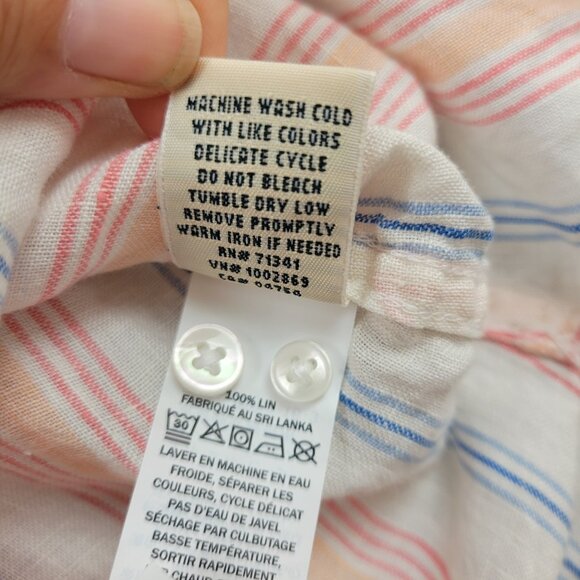 MACHINE WASH COLD
WITH LIKE COLORS
DELICATE CYCLE
DO NOT BLEACH
TUMBLE DRY LOW
REMOVE PROMPTLY
WARM IRON IF NEEDED
RN# 71341
VN# 1002869
100% LIN
FABRIQUÉ AU SRI LANKA
30
LAVER EN MACHINE EN EAU
FROIDE, SÉPARER LES
COULEURS, CYCLE DÉLICAT
PAS D'EAU DE JAVEL
SÉCHAGE PAR CULBUTAGE
BASSE TEMPÉRATURE,
SORTIR RAPIDEMENT